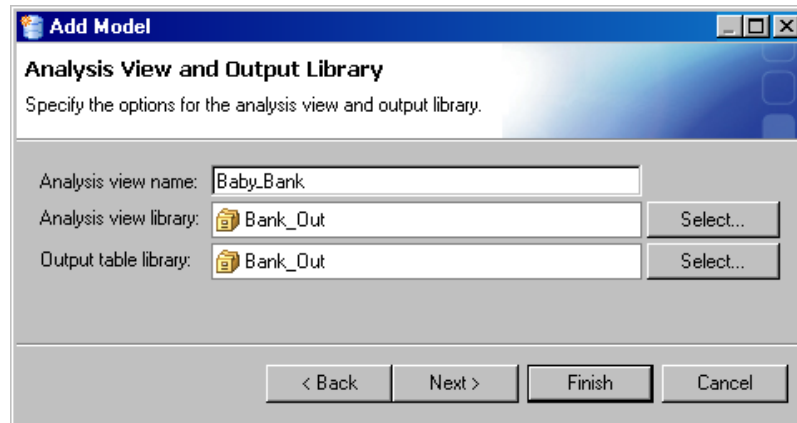 Add Model
Analysis View and Output Library
Specify the options for the analysis view and output library.
Analysis view name: Baby_Bank
Analysis view library: Bank_Out Select...
Output table library: Bank_Out Select...
< Back Next > Finish Cancel